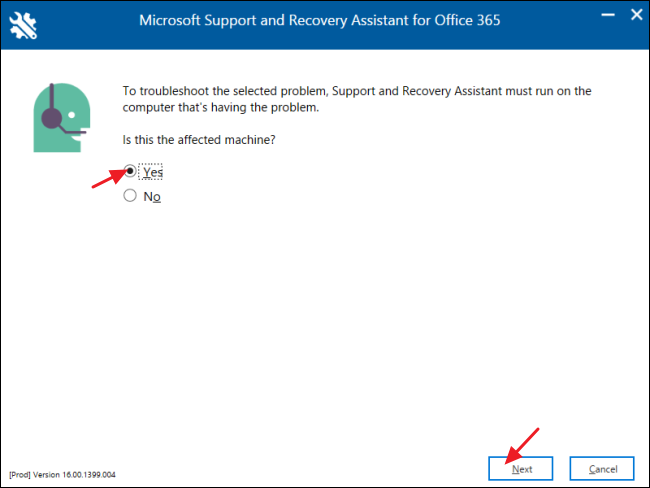 Microsoft Support and Recovery Assistant for Office 365
To troubleshoot the selected problem, Support and Recovery Assistant must run on the
computer that's having the problem.
Is this the affected machine?
Yes
No
[Prod] Version 16.00.1399.004
Next
Cancel